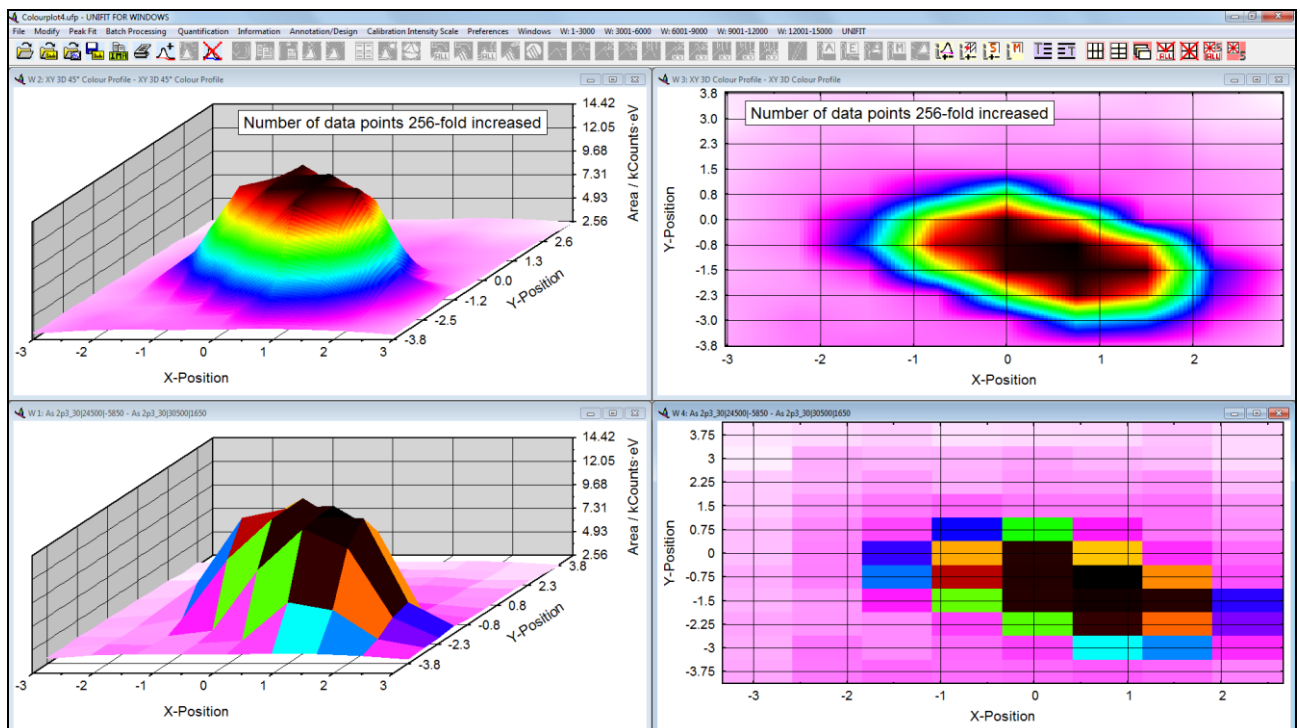 Colourplot4.ufp - UNIFIT FOR WINDOWS
File Modify Peak Fit Batch Processing Quantification Information Annotation/Design Calibration Intensity Scale Preferences Windows W:1-3000 W: 3001-6000 W: 6001-9000 W: 9001-12000 W: 12001-15000 UNIFIT
W 2: XY 3D 45° Colour Profile - XY 3D 45° Colour Profile
Number of data points 256-fold increased
14.42
12.05
9.68
7.31
4.93
2.56
Area / kCounts·eV
2.6
1.3
0.0
-1.2
-2.5
-3.8
Y-Position
-3 -2 -1 0 1 2 3
X-Position
W 3: XY 3D Colour Profile - XY 3D Colour Profile
Number of data points 256-fold increased
3.8
3.0
2.3
1.5
0.8
0.0
-0.8
-1.5
-2.3
-3.0
-3.8
Y-Position
-3 -2 -1 0 1 2
X-Position
W 1: As 2p3_30|24500|-5850 - As 2p3_30|30500|1650
14.42
12.05
9.68
7.31
4.93
2.56
Area / kCounts·eV
3.8
2.3
0.8
-0.8
-2.3
-3.8
Y-Position
-3 -2 -1 0 1 2 3
X-Position
W 4: As 2p3_30|24500|-5850 - As 2p3_30|30500|1650
3.75
3
2.25
1.5
0.75
0
-0.75
-1.5
-2.25
-3
-3.75
Y-Position
-3 -2 -1 0 1 2
X-Position